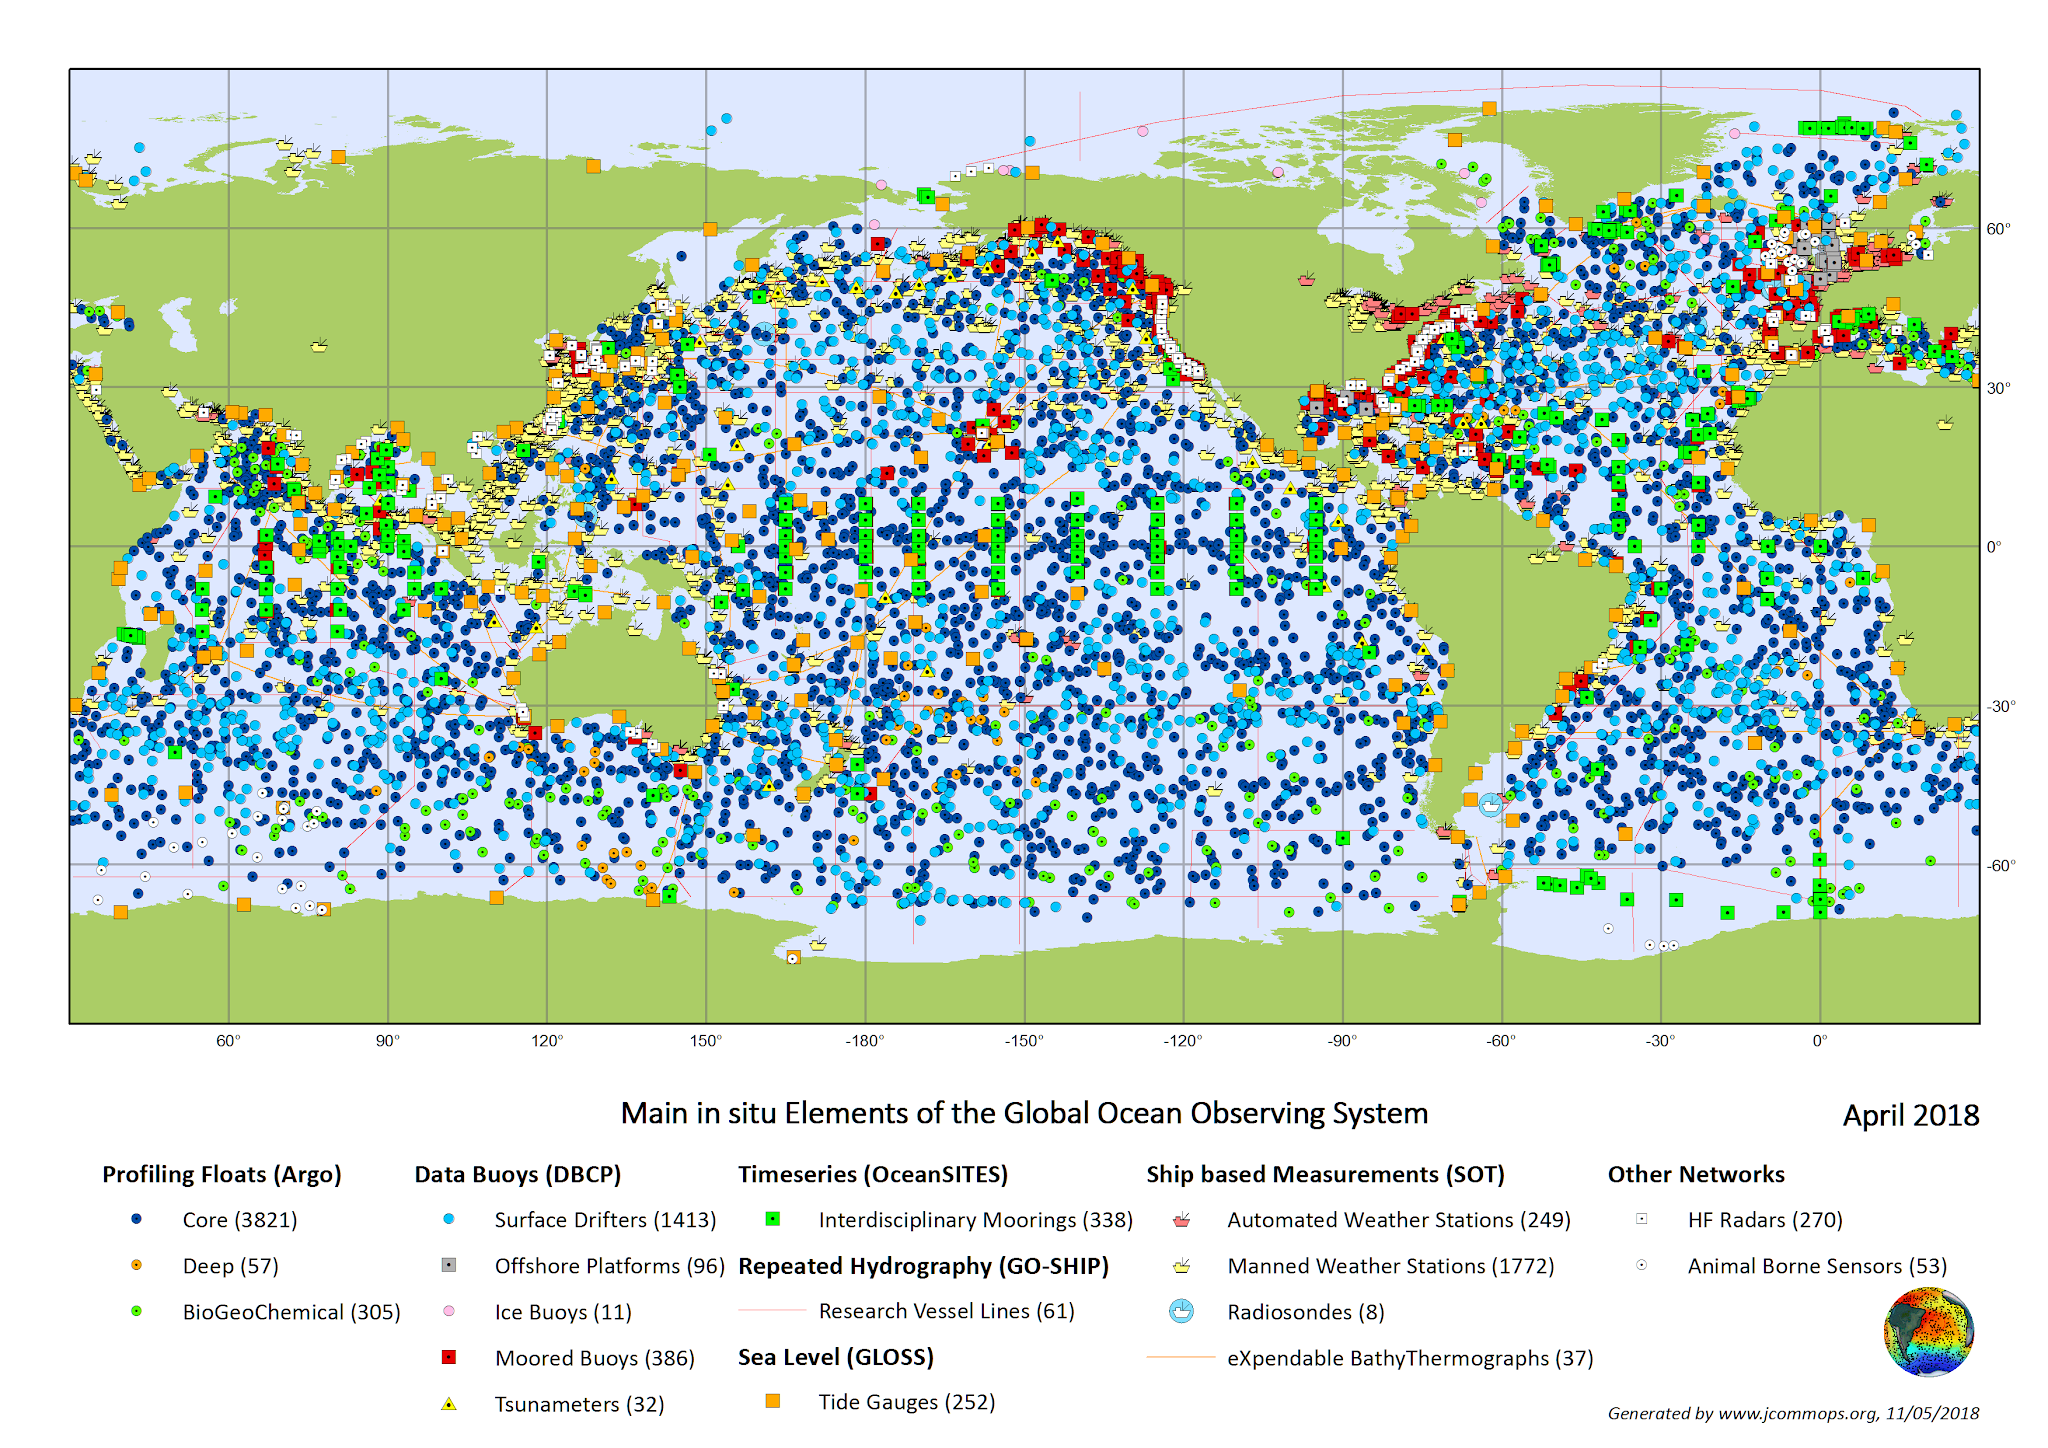 60°
30°
0°
-30°
-60°
60° 90° 120° 150° -180° -150° -120° -90° -60° -30° 0°
Main in situ Elements of the Global Ocean Observing System
April 2018
Profiling Floats (Argo)
Core (3821)
Deep (57)
BioGeoChemical (305)
Data Buoys (DBCP)
Surface Drifters (1413)
Offshore Platforms (96)
Ice Buoys (11)
Moored Buoys (386)
Tsunameters (32)
Timeseries (OceanSITES)
Interdisciplinary Moorings (338)
Repeated Hydrography (GO-SHIP)
Research Vessel Lines (61)
Sea Level (GLOSS)
Tide Gauges (252)
Ship based Measurements (SOT)
Automated Weather Stations (249)
Manned Weather Stations (1772)
Radiosondes (8)
eXpendable BathyThermographs (37)
Other Networks
HF Radars (270)
Animal Borne Sensors (53)
Generated by www.jcommops.org, 11/05/2018